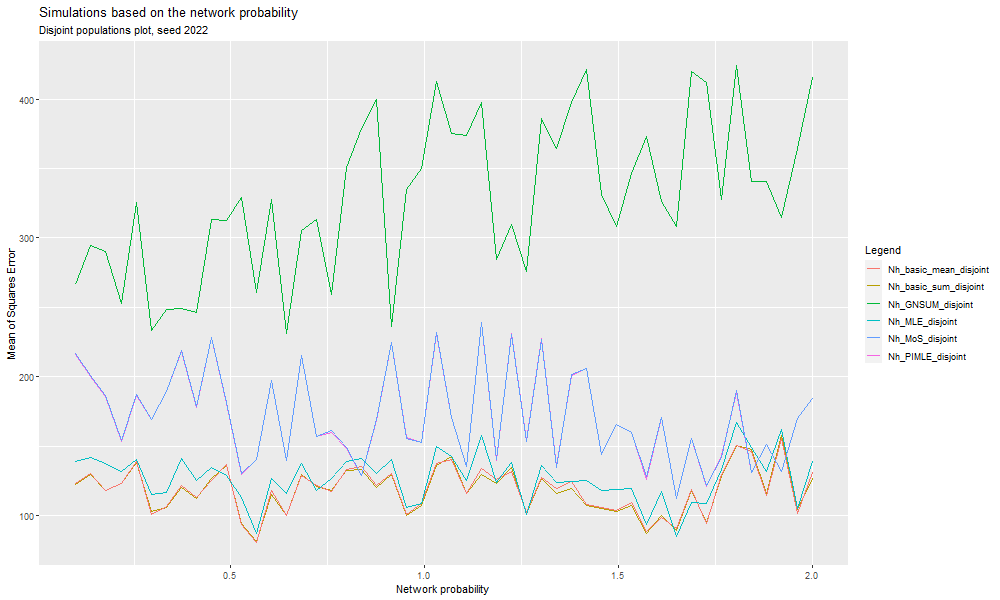 Simulations based on the network probability
Disjoint populations plot, seed 2022
400
300
200
100
Mean of Squares Error
0.5
1.0
1.5
2.0
Network probability
Legend
Nh_basic_mean_disjoint
Nh_basic_sum_disjoint
Nh_GNSUM_disjoint
Nh_MLE_disjoint
Nh_MoS_disjoint
Nh_PIMLE_disjoint